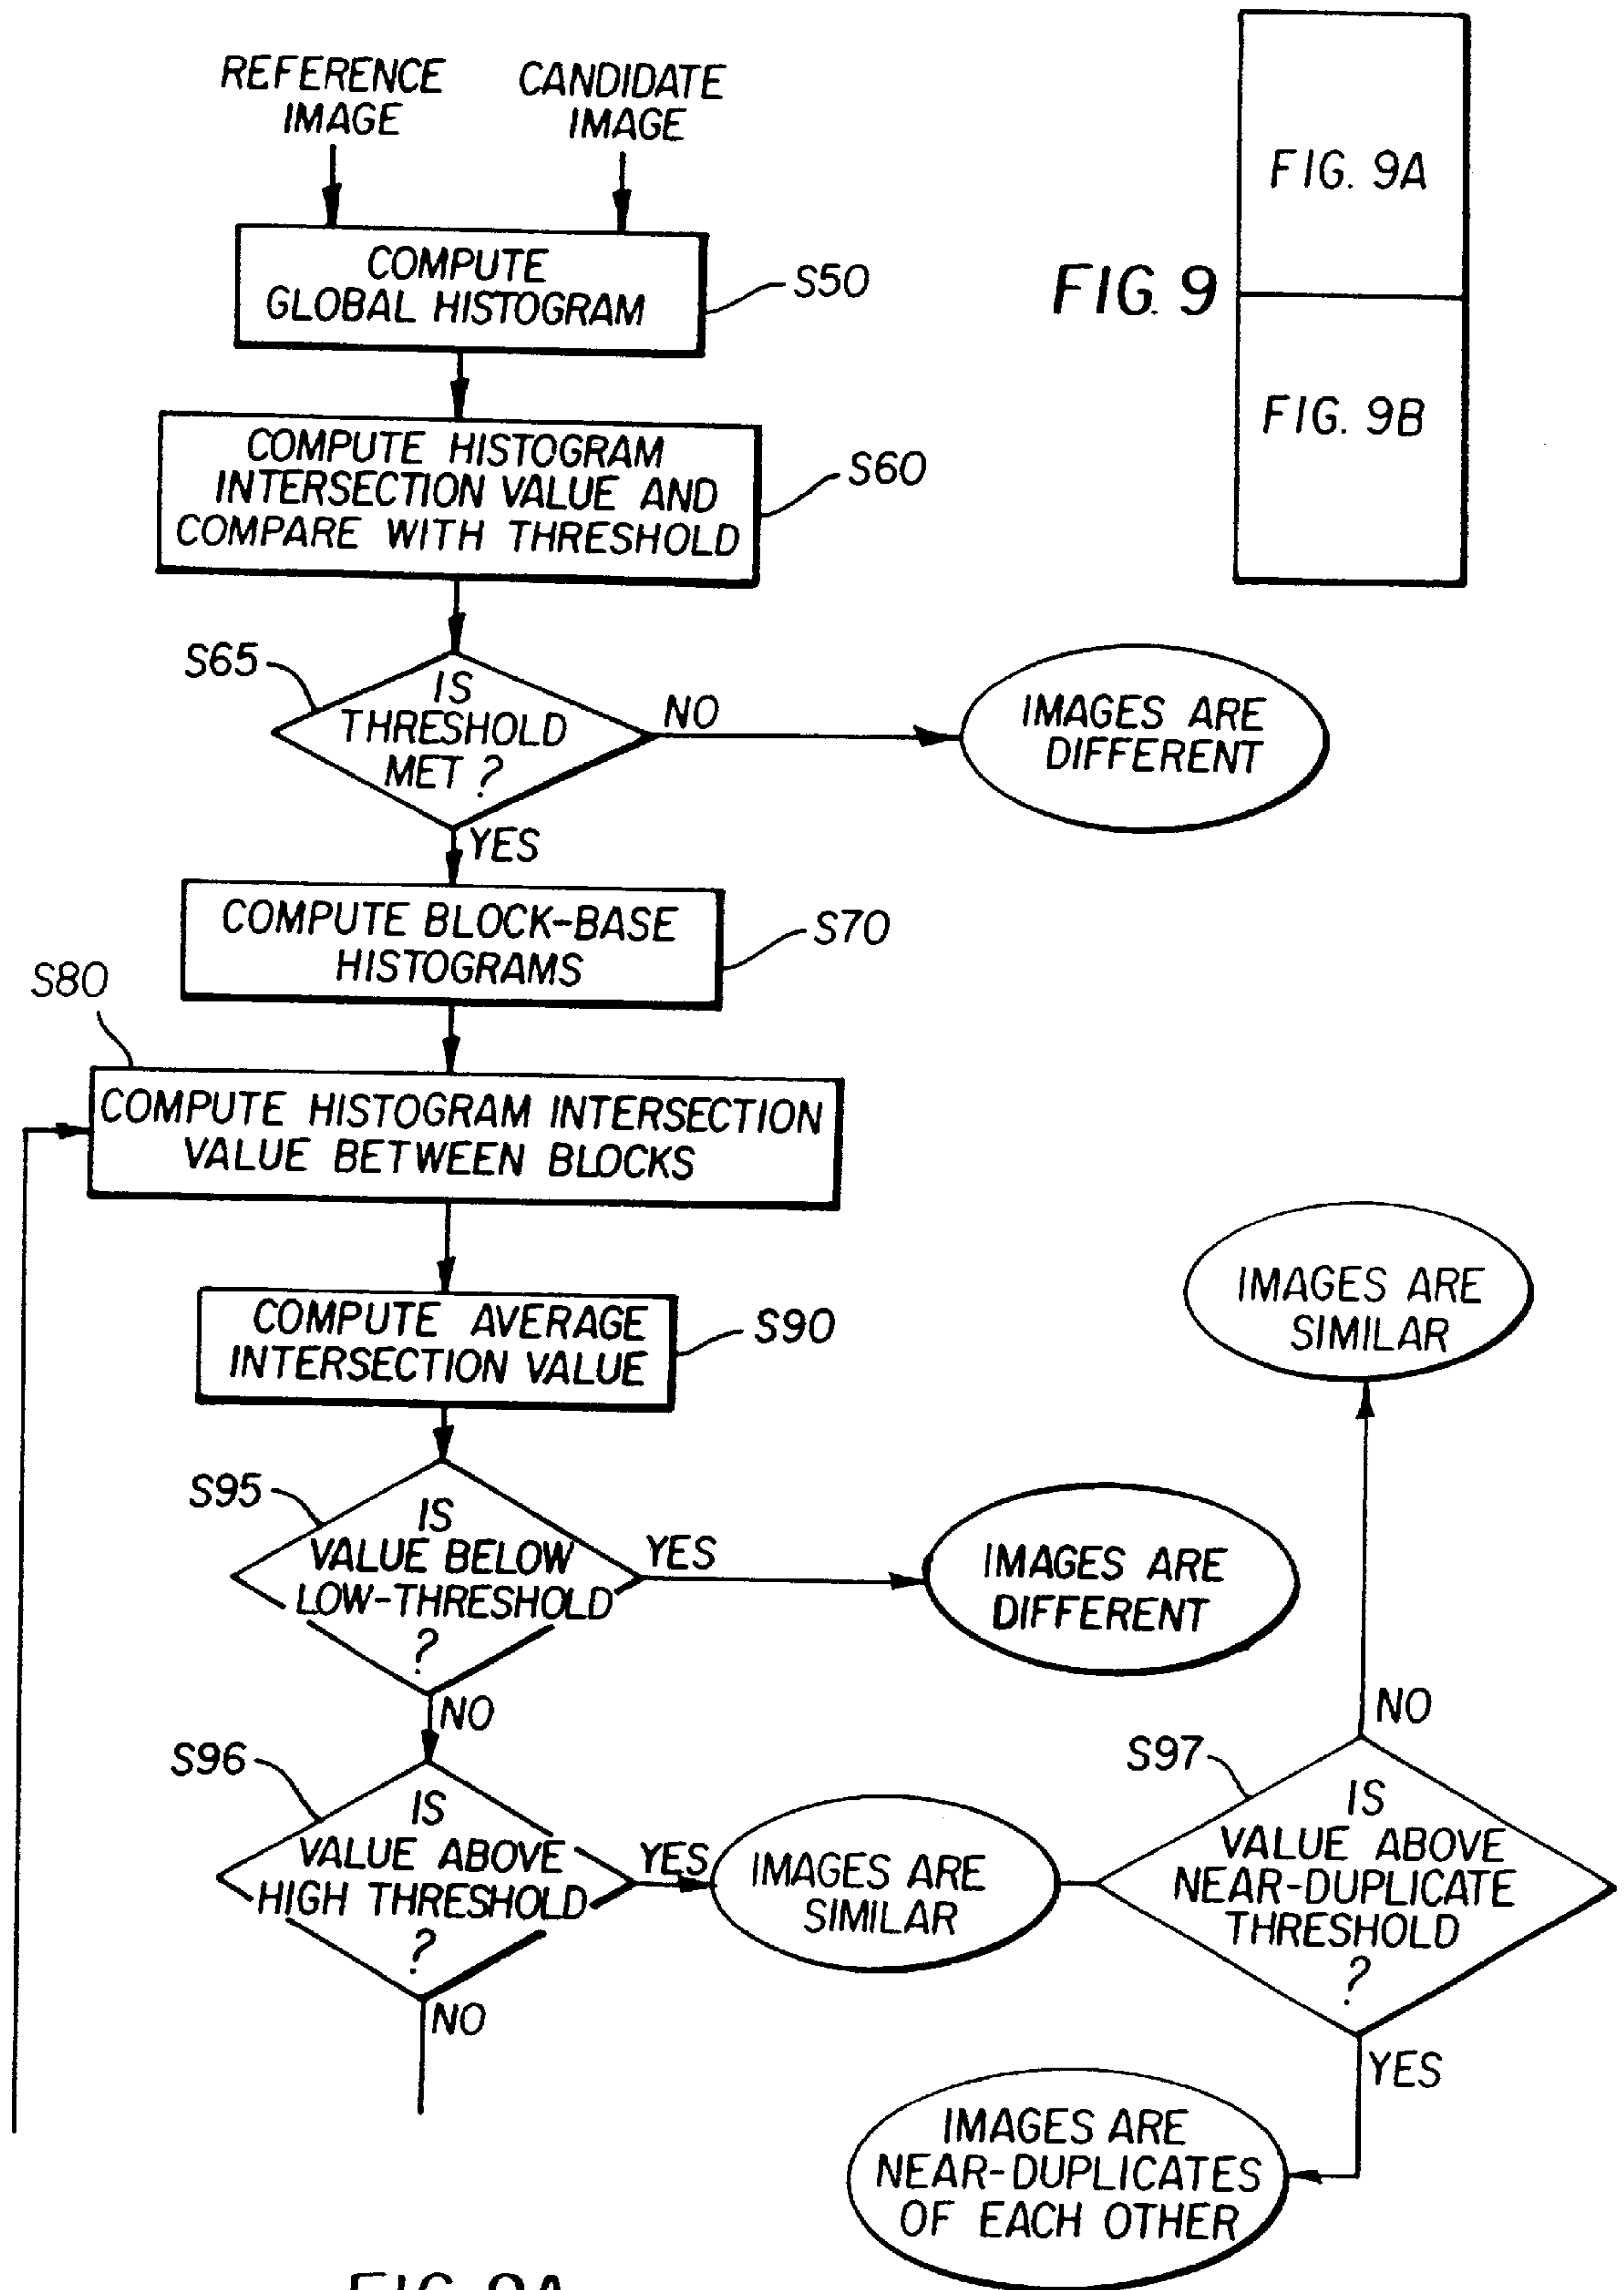 REFERENCE
IMAGE
CANDIDATE
IMAGE
COMPUTE
GLOBAL HISTOGRAM
S50
FIG. 9
FIG. 9A
FIG. 9B
COMPUTE HISTOGRAM
INTERSECTION VALUE AND
COMPARE WITH THRESHOLD
S60
S65
IS
THRESHOLD
MET ?
NO
IMAGES ARE
DIFFERENT
YES
COMPUTE BLOCK-BASE
HISTOGRAMS
S70
S80
COMPUTE HISTOGRAM INTERSECTION
VALUE BETWEEN BLOCKS
COMPUTE AVERAGE
INTERSECTION VALUE
S90
IMAGES ARE
SIMILAR
S95
IS
VALUE BELOW
LOW-THRESHOLD
?
YES
IMAGES ARE
DIFFERENT
NO
S96
IS
VALUE ABOVE
HIGH THRESHOLD
?
YES
IMAGES ARE
SIMILAR
NO
S97
IS
VALUE ABOVE
NEAR-DUPLICATE
THRESHOLD
?
NO
YES
IMAGES ARE
NEAR-DUPLICATES
OF EACH OTHER
FIG. 9A